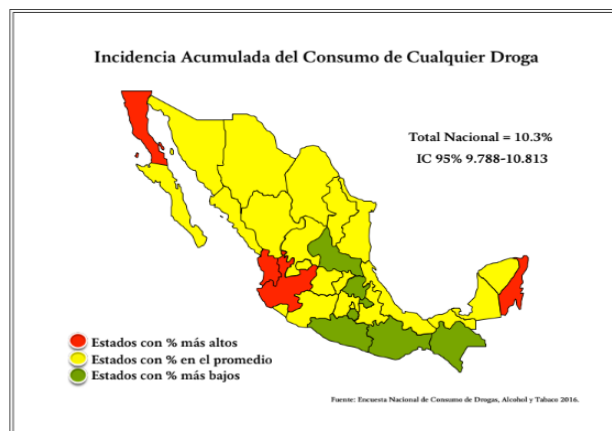 Incidencia Acumulada del Consumo de Cualquier Droga
Total Nacional = 10.3%
IC 95% 9.788-10.813
Estados con % más altos
Estados con % en el promedio
Estados con % más bajos
Fuente: Encuesta Nacional de Consumo de Drogas, Alcohol y Tabaco 2016.